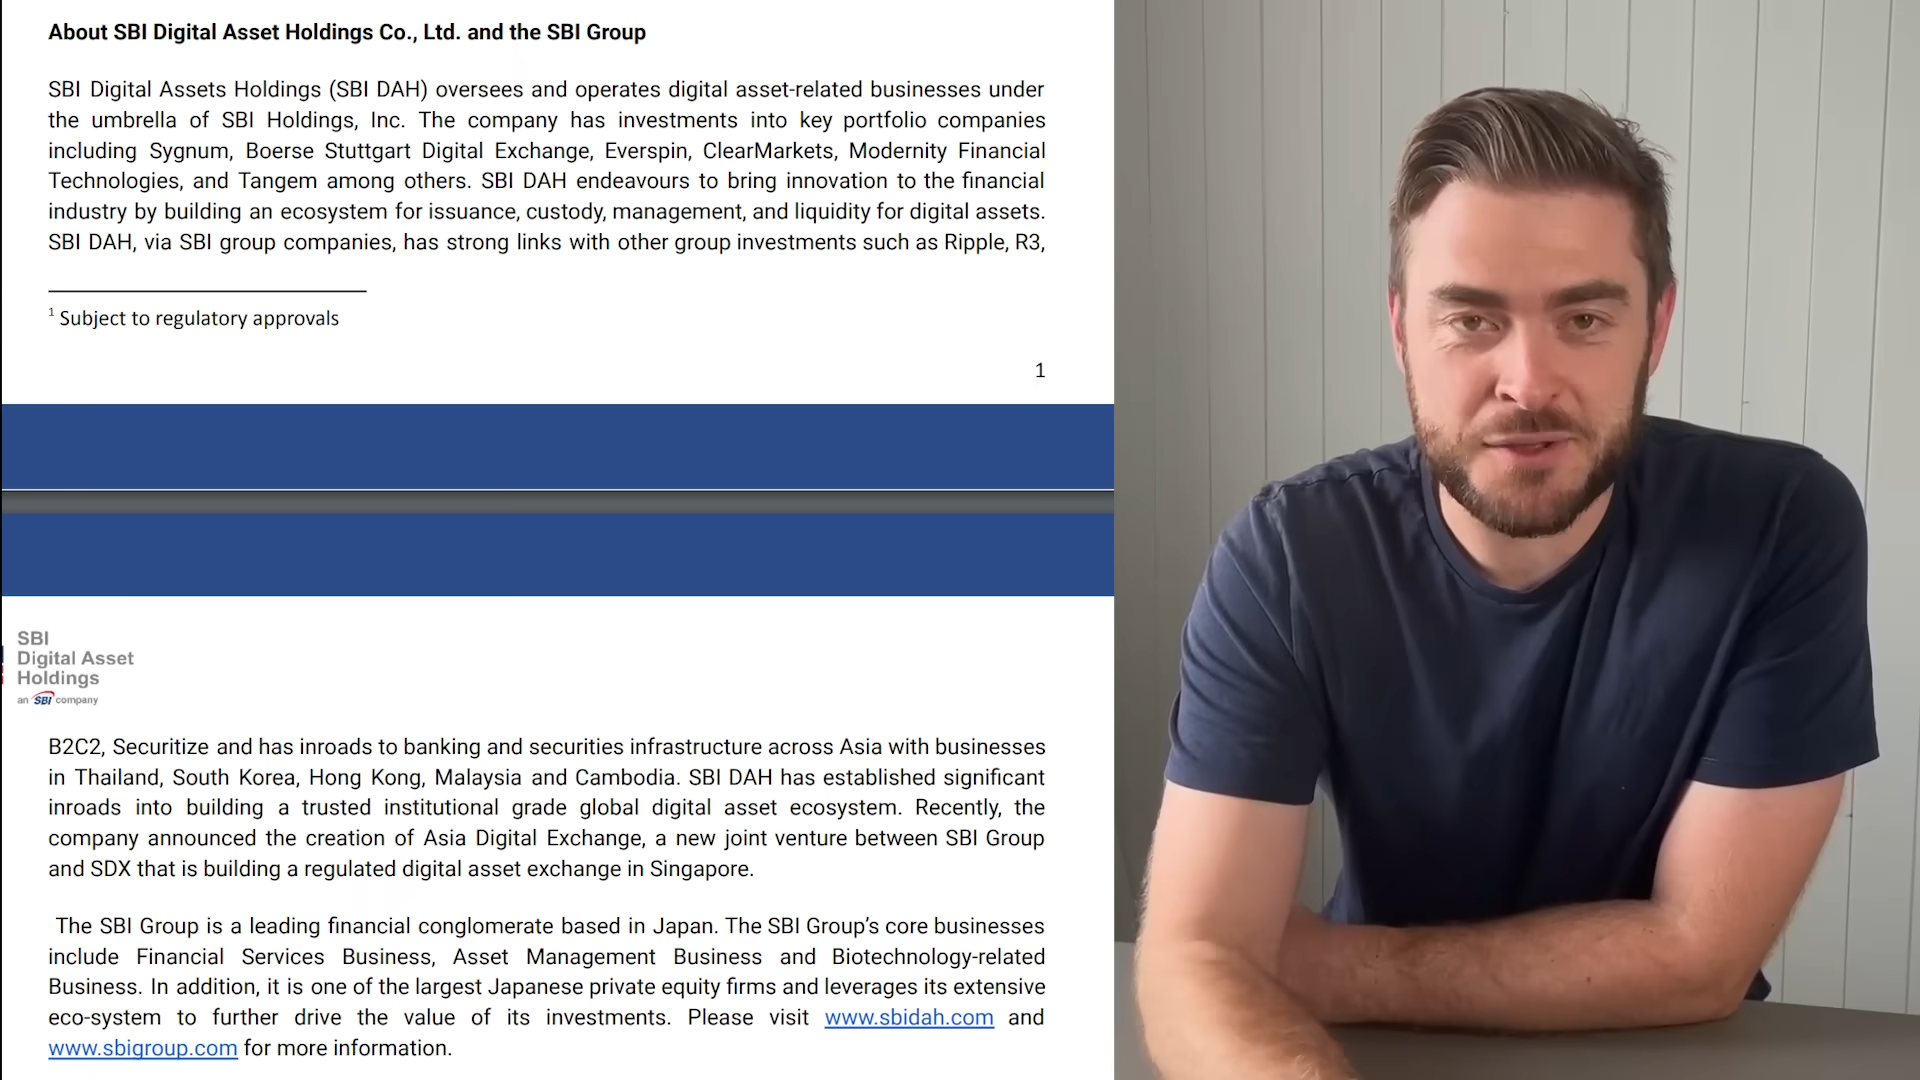 About SBI Digital Asset Holdings Co., Ltd. and the SBI Group
SBI Digital Assets Holdings (SBI DAH) oversees and operates digital asset-related businesses under
the umbrella of SBI Holdings, Inc. The company has investments into key portfolio companies
including Sygnum, Boerse Stuttgart Digital Exchange, Everspin, ClearMarkets, Modernity Financial
Technologies, and Tangem among others. SBI DAH endeavours to bring innovation to the financial
industry by building an ecosystem for issuance, custody, management, and liquidity for digital assets.
SBI DAH, via SBI group companies, has strong links with other group investments such as Ripple, R3,
1 Subject to regulatory approvals
1
SBI
Digital Asset
Holdings
an SBI company
B2C2, Securitize and has inroads to banking and securities infrastructure across Asia with businesses
in Thailand, South Korea, Hong Kong, Malaysia and Cambodia. SBI DAH has established significant
inroads into building a trusted institutional grade global digital asset ecosystem. Recently, the
company announced the creation of Asia Digital Exchange, a new joint venture between SBI Group
and SDX that is building a regulated digital asset exchange in Singapore.
The SBI Group is a leading financial conglomerate based in Japan. The SBI Group’s core businesses
include Financial Services Business, Asset Management Business and Biotechnology-related
Business. In addition, it is one of the largest Japanese private equity firms and leverages its extensive
eco-system to further drive the value of its investments. Please visit www.sbidah.com and
www.sbigroup.com for more information.